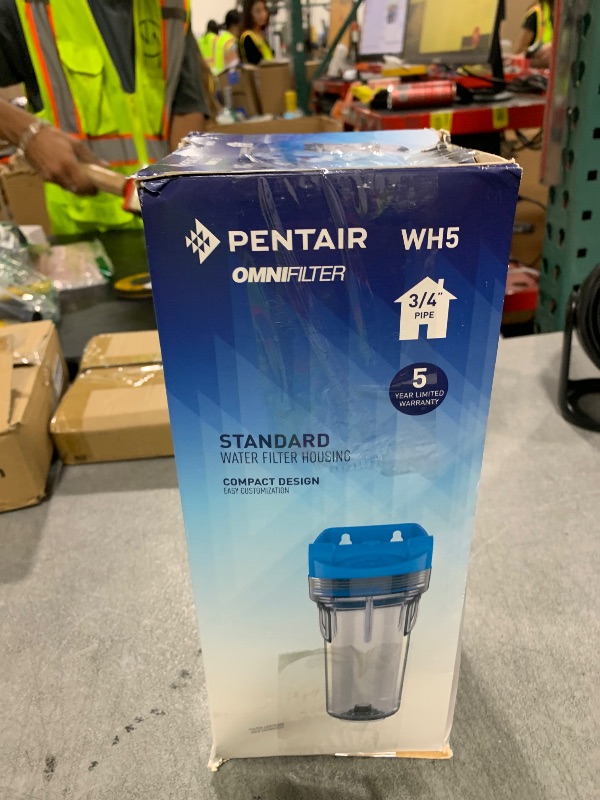 PENTAIR WH5
OMNIFILTER
3/4"
PIPE
5
YEAR LIMITED
WARRANTY
STANDARD
WATER FILTER HOUSING
COMPACT DESIGN
EASY CUSTOMIZATION